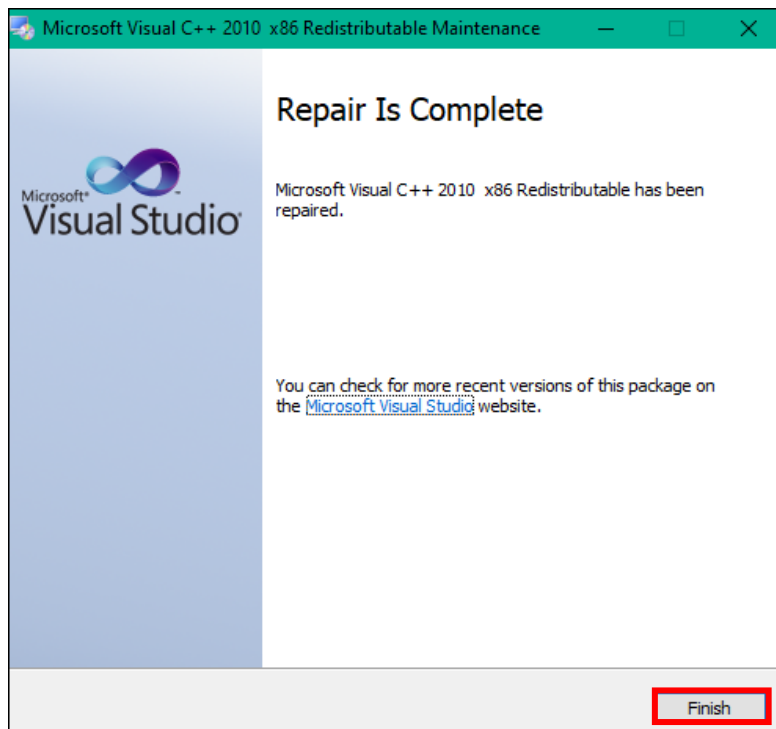 Microsoft Visual C++ 2010 x86 Redistributable Maintenance
Repair Is Complete
Microsoft®
Visual Studio®
Microsoft Visual C++ 2010  x86 Redistributable has been
repaired.
You can check for more recent versions of this package on
the Microsoft Visual Studio website.
Finish